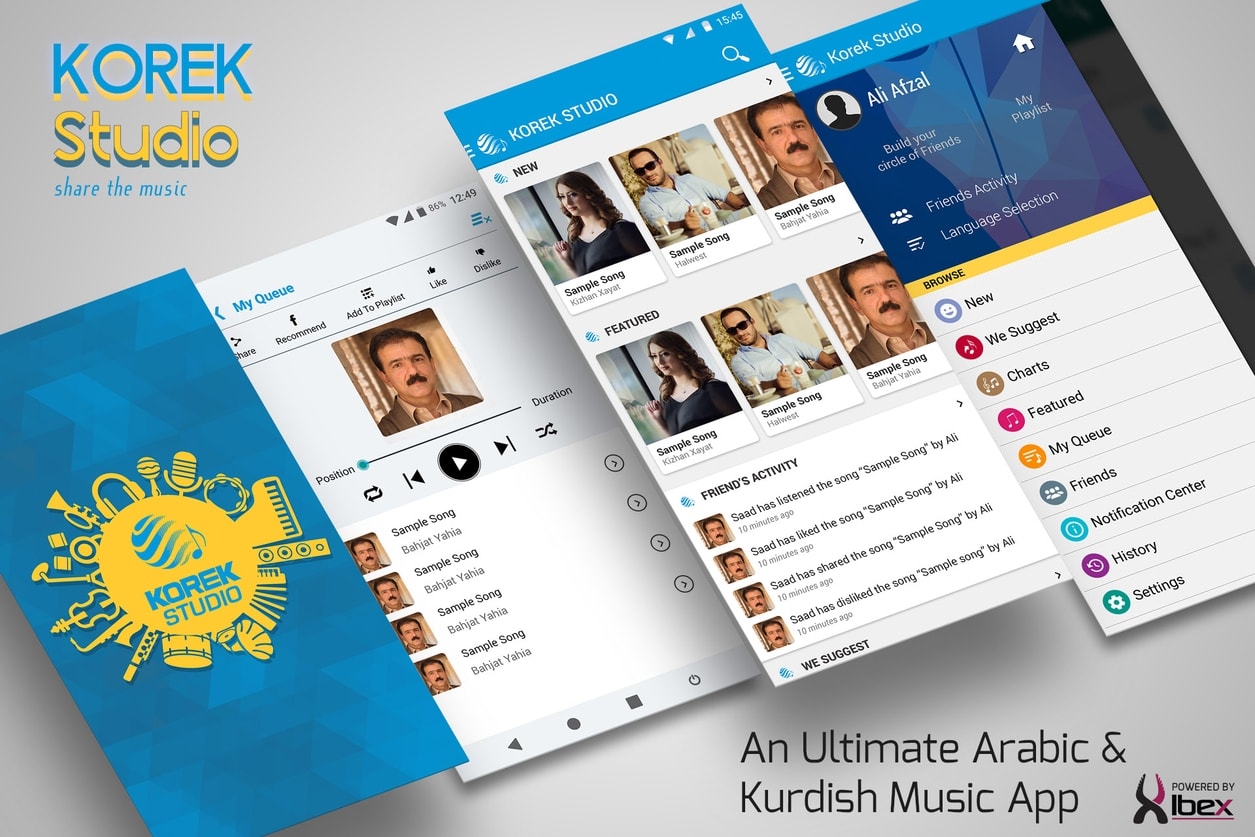 KOREK
Studio
share the music
KOREK
STUDIO
86% 12:49
My Queue
Share
Recommend
Add To Playlist
Like
Dislike
Position
Duration
Sample Song
Bahjat Yahia
Sample Song
Bahjat Yahia
Sample Song
Bahjat Yahia
Sample Song
Bahjat Yahia
15:45
KOREK STUDIO
NEW
Sample Song
Kizhan Xayat
Sample Song
Halwest
Sample Song
Bahjat Yahia
FEATURED
Sample Song
Kizhan Xayat
Sample Song
Halwest
Sample Song
Bahjat Yahia
FRIEND'S ACTIVITY
Saad has listened the song “Sample Song” by Ali
10 minutes ago
Saad has liked the song “Sample Song” by Ali
10 minutes ago
Saad has shared the song “Sample Song” by Ali
10 minutes ago
Saad has disliked the song “Sample song” by Ali
10 minutes ago
WE SUGGEST
Korek Studio
Ali Afzal
Build your
circle of Friends
My
Playlist
Friends Activity
Language Selection
BROWSE
New
We Suggest
Charts
Featured
My Queue
Friends
Notification Center
History
Settings
An Ultimate Arabic &
Kurdish Music App
POWERED BY
Ibex